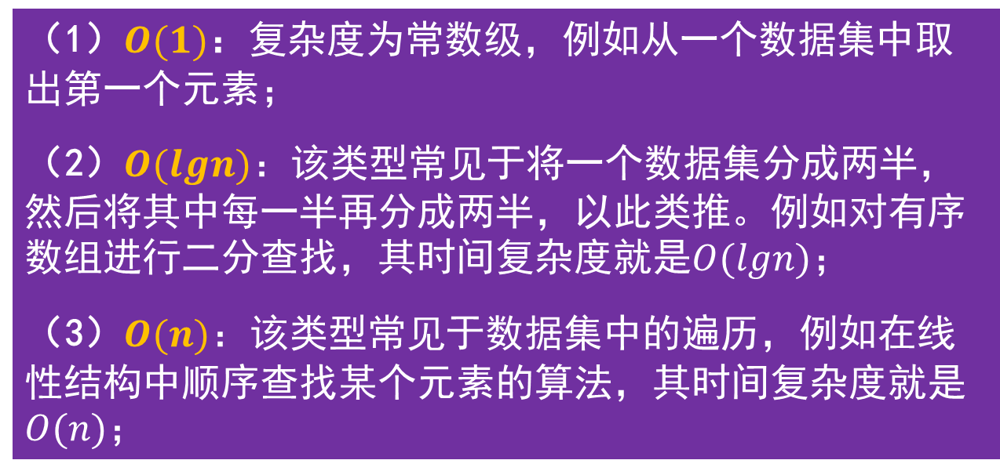 （1）O(1)：复杂度为常数级，例如从一个数据集中取
出第一个元素；
（2）O(lgn)：该类型常见于将一个数据集分成两半，
然后将其中每一半再分成两半，以此类推。例如对有序
数组进行二分查找，其时间复杂度就是O(lgn)；
（3）O(n)：该类型常见于数据集中的遍历，例如在线
性结构中顺序查找某个元素的算法，其时间复杂度就是
O(n)；